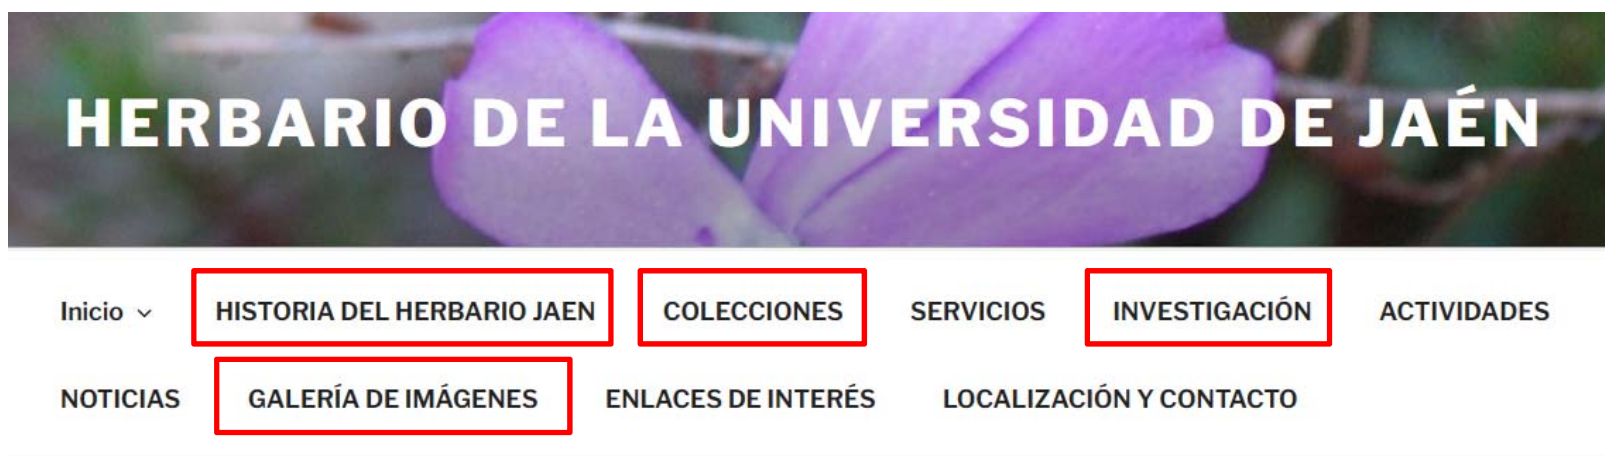 HERBARIO DE LA UNIVERSIDAD DE JAÉN
Inicio HISTORIA DEL HERBARIO JAEN COLECCIONES SERVICIOS INVESTIGACIÓN ACTIVIDADES
NOTICIAS GALERÍA DE IMÁGENES ENLACES DE INTERÉS LOCALIZACIÓN Y CONTACTO